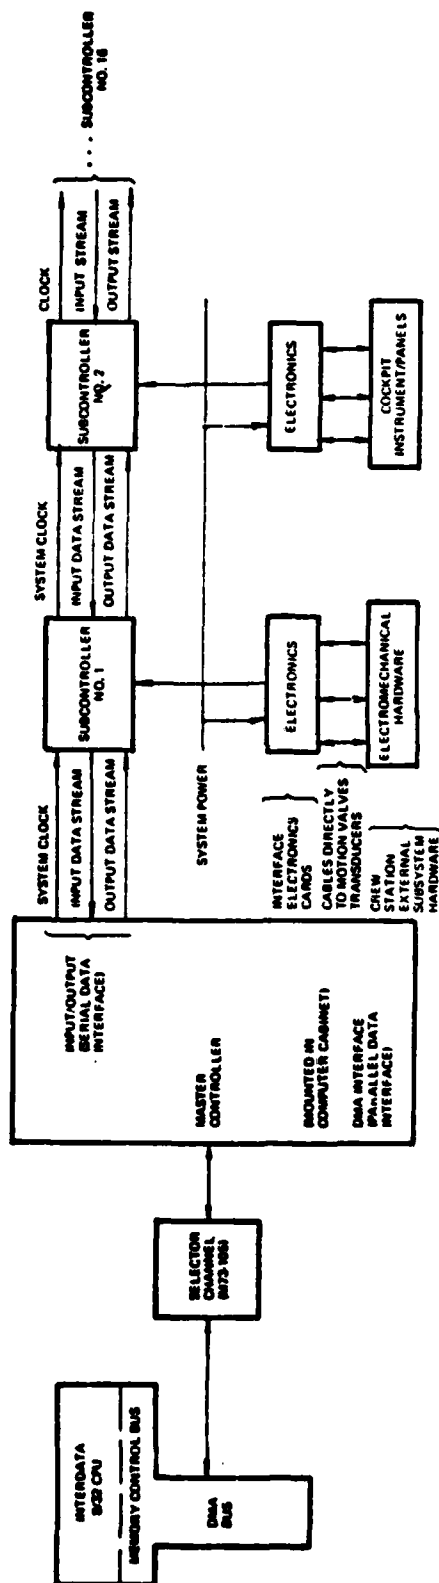 INTERDATA
8/32 CPU
MEMORY CONTROL BUS
DMA
BUS
SELECTOR
CHANNEL
(M73-106)
INPUT/OUTPUT
(SERIAL DATA
INTERFACE)
MASTER
CONTROLLER
(MOUNTED IN
COMPUTER CABINET)
DMA INTERFACE
(PARALLEL DATA
INTERFACE)
SYSTEM CLOCK
INPUT DATA STREAM
OUTPUT DATA STREAM
SUBCONTROLLER
NO. 1
SYSTEM CLOCK
INPUT DATA STREAM
OUTPUT DATA STREAM
SUBCONTROLLER
NO. 2
CLOCK
INPUT STREAM
OUTPUT STREAM
. . . SUBCONTROLLER
NO. 16
SYSTEM POWER
INTERFACE
ELECTRONICS
CARDS
CABLES DIRECTLY
TO MOTION VALVES
TRANSDUCERS
CREW
STATION
EXTERNAL
SUBSYSTEM
HARDWARE
ELECTRONICS
ELECTROMECHANICAL
HARDWARE
ELECTRONICS
COCKPIT
INSTRUMENT/PANELS